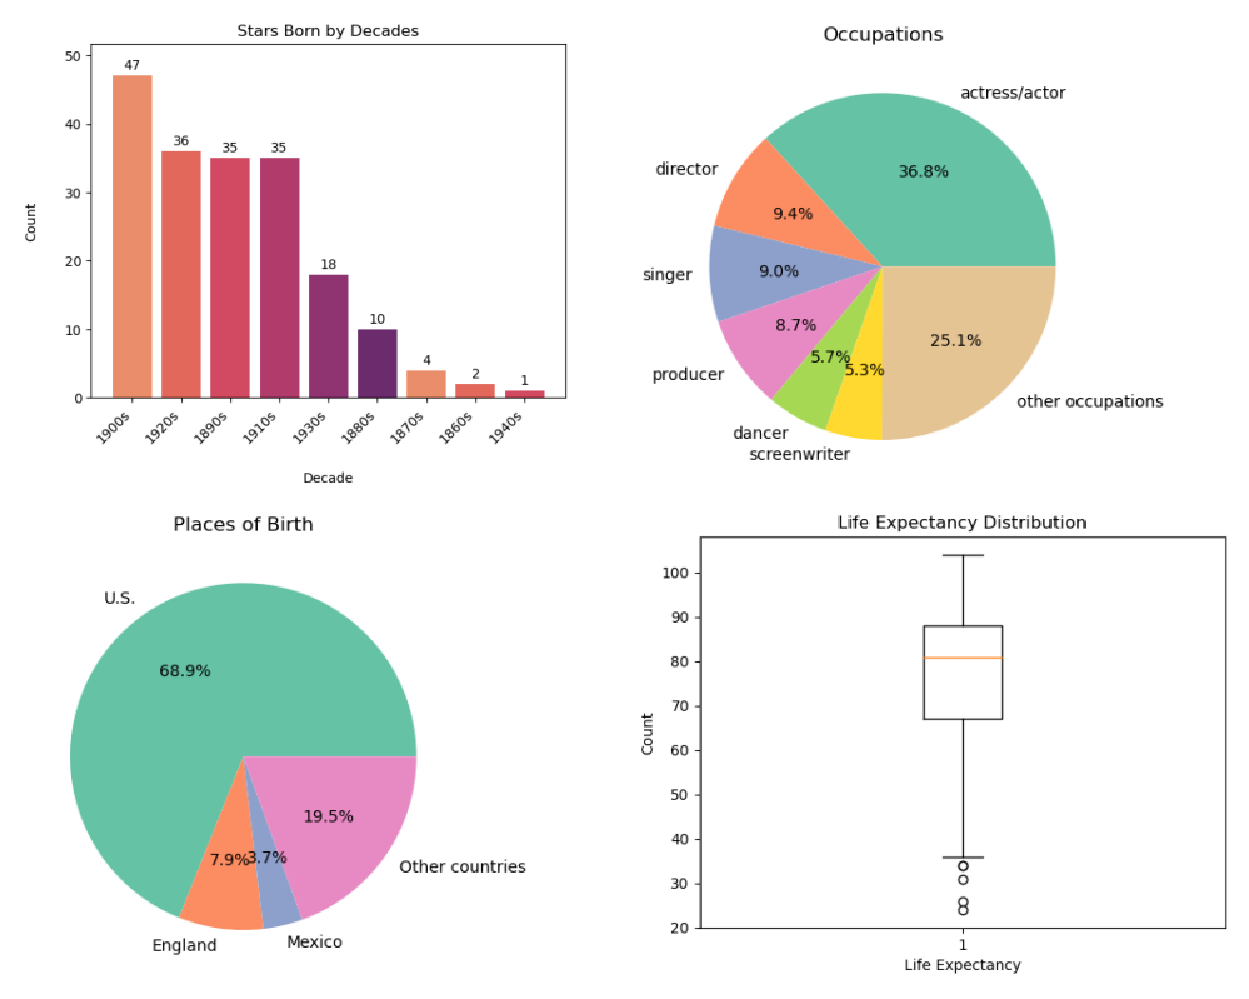 Stars Born by Decades
50
40
30
20
10
0
Count
47
36
35
35
18
10
4
2
1
1900s
1920s
1890s
1910s
1930s
1880s
1870s
1860s
1940s
Decade
Occupations
actress/actor
36.8%
director
9.4%
singer
9.0%
producer
8.7%
dancer
5.7%
screenwriter
5.3%
other occupations
25.1%
Places of Birth
U.S.
68.9%
England
7.9%
Mexico
3.7%
Other countries
19.5%
Life Expectancy Distribution
100
90
80
70
60
50
40
30
20
Count
1
Life Expectancy